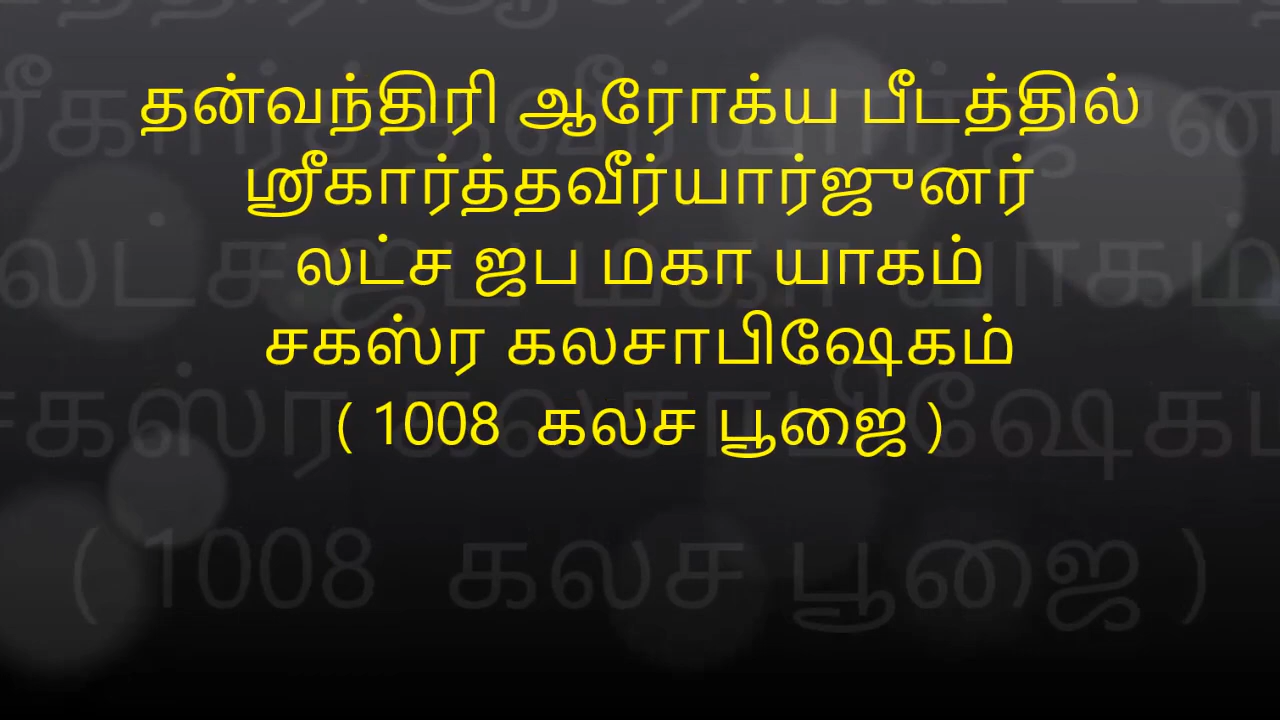 தன்வந்திரி ஆரோக்ய பீடத்தில்
ஸ்ரீகார்த்தவீர்யார்ஜுனர்
லட்ச ஜப மகா யாகம்
சகஸ்ர கலசாபிஷேகம்
( 1008 கலச பூஜை )